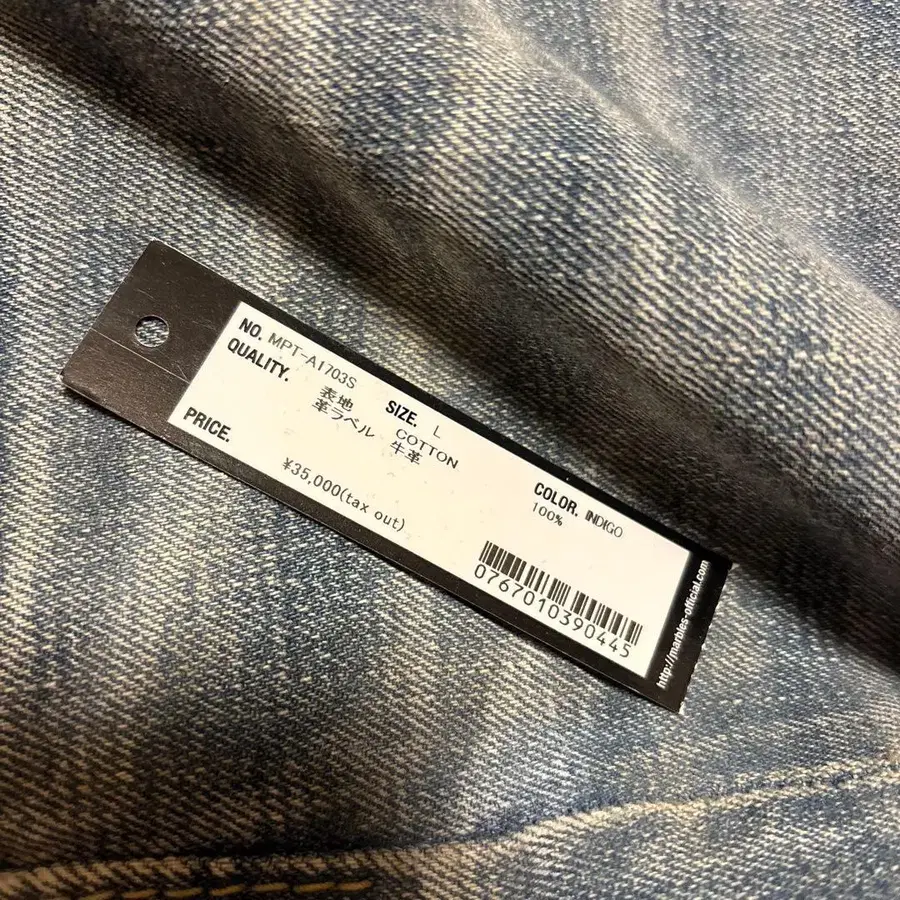 NO. MPT-A1703S SIZE. L COLOR. INDIGO
QUALITY. 表地 COTTON 100%
革ラベル 牛革
PRICE. ¥35,000(tax out)
0767010390445
http://marbles-official.com